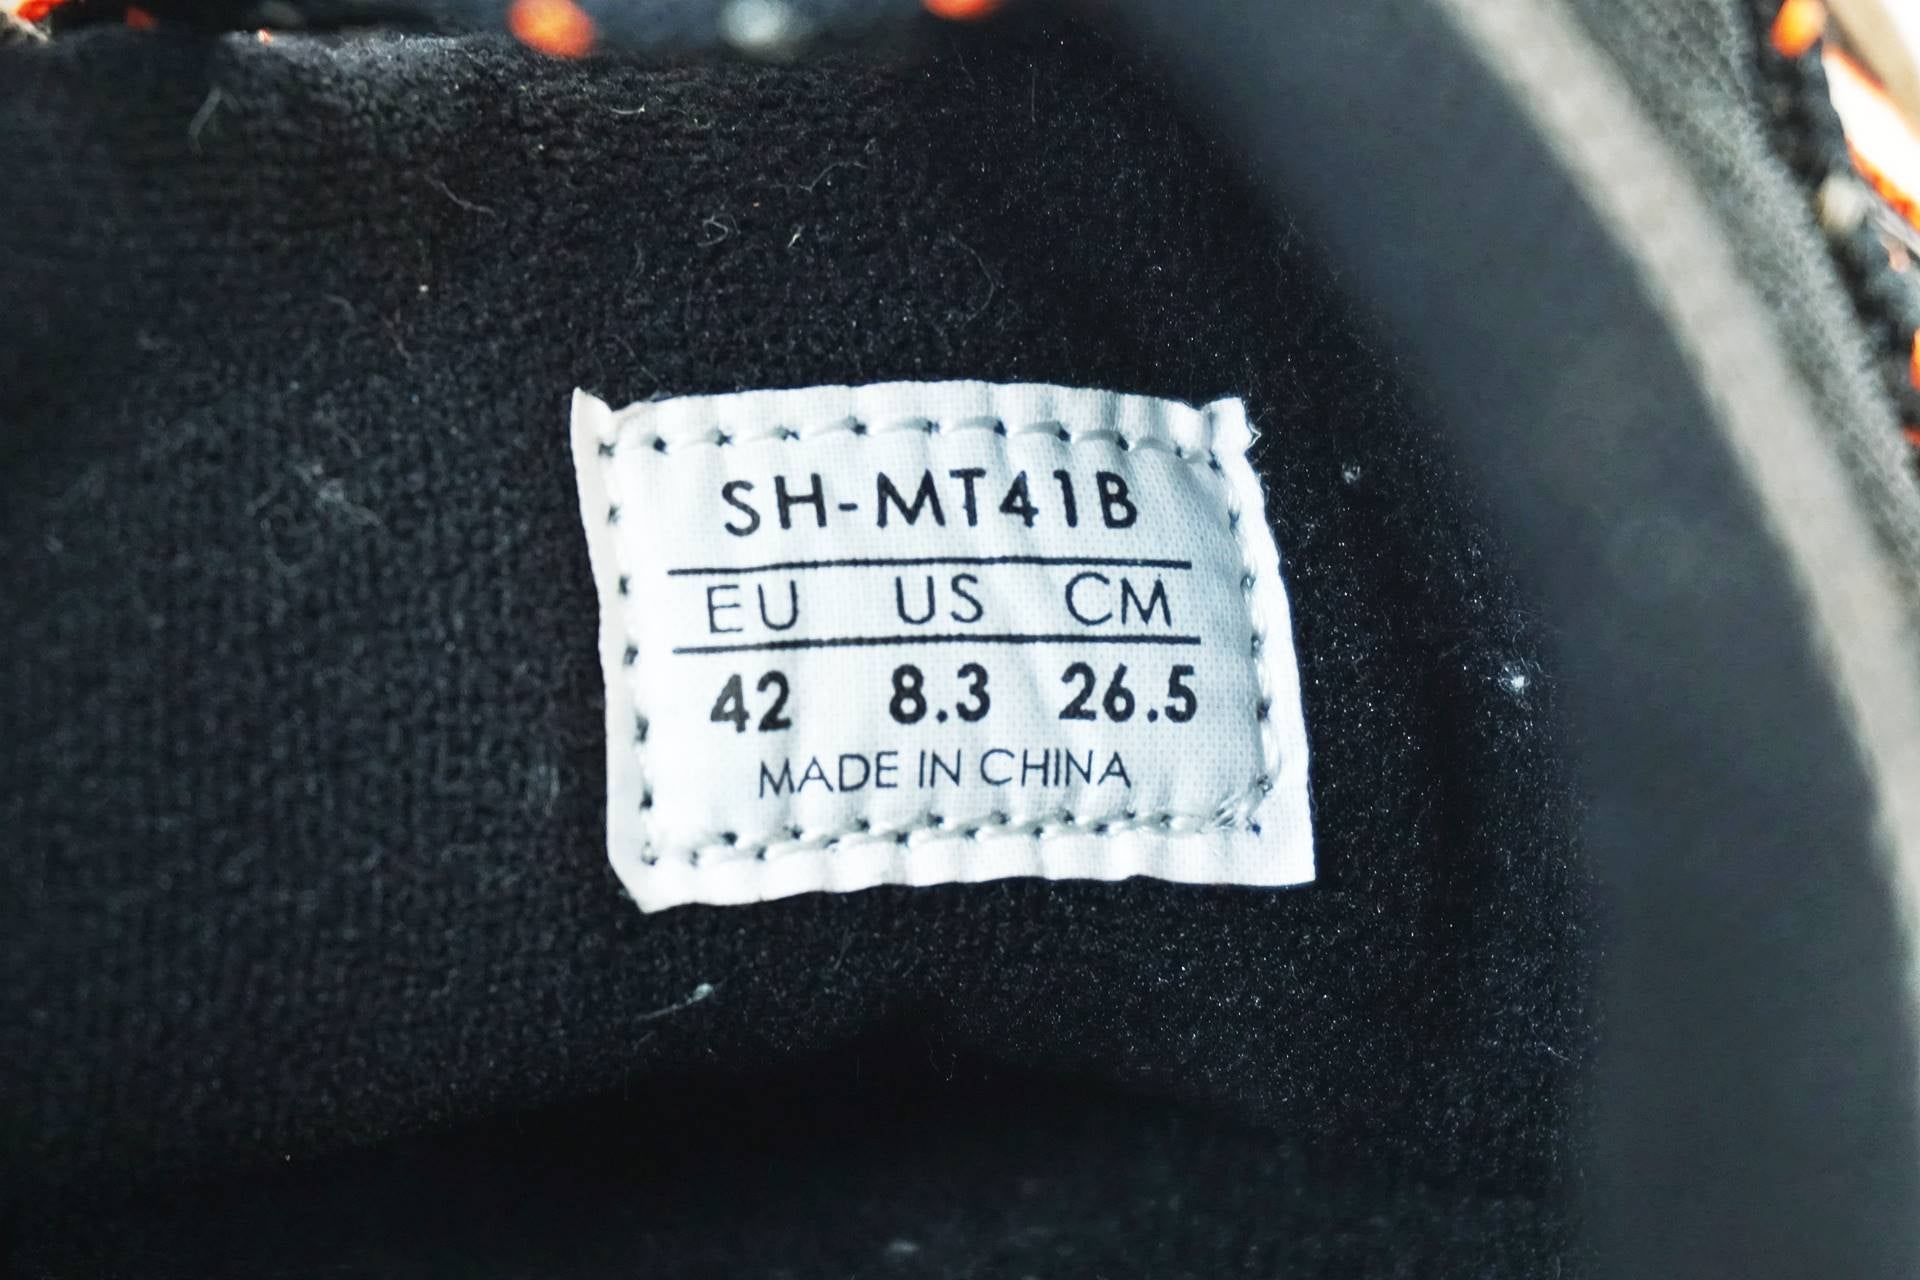 SH-MT41B
EU US CM
42 8.3 26.5
MADE IN CHINA